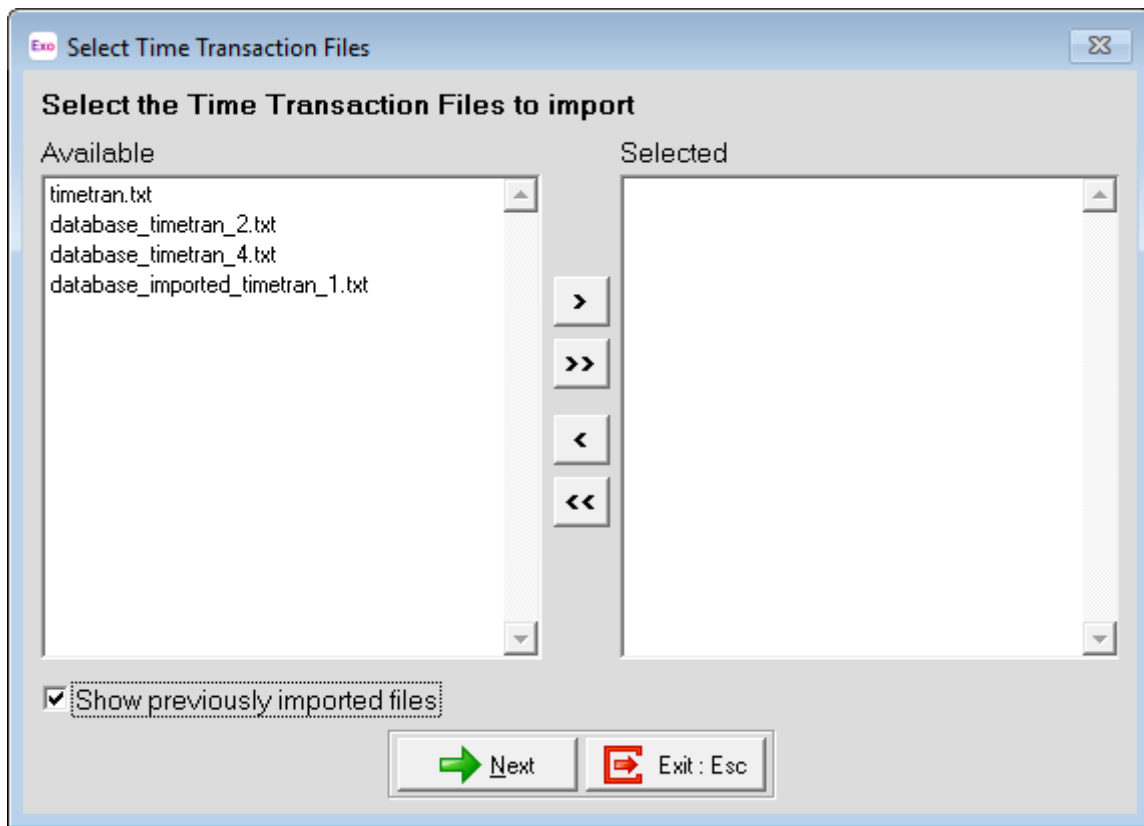 Exo Select Time Transaction Files
Select the Time Transaction Files to import
Available
Selected
timetran.txt
database_timetran_2.txt
database_timetran_4.txt
database_imported_timetran_1.txt
>
>>
<
<<
Show previously imported files
Next
Exit : Esc